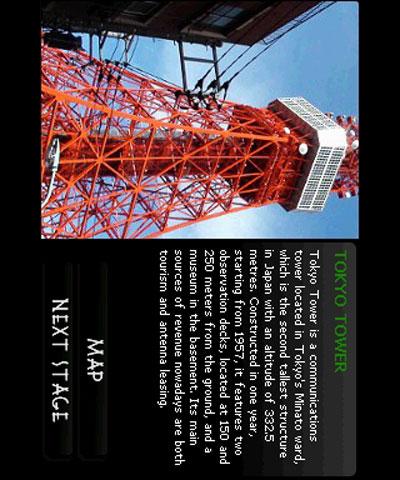 TOKYO TOWER
Tokyo Tower is a communications
tower located in Tokyo's Minato ward,
which is the second tallest structure
in Japan with an altitude of 332.5
metres. Constructed in one year,
starting from 1957, it features two
observation decks, located at 150 and
250 meters from the ground, and a
museum in the basement. Its main
sources of revenue nowadays are both
tourism and antenna leasing.
MAP
NEXT STAGE